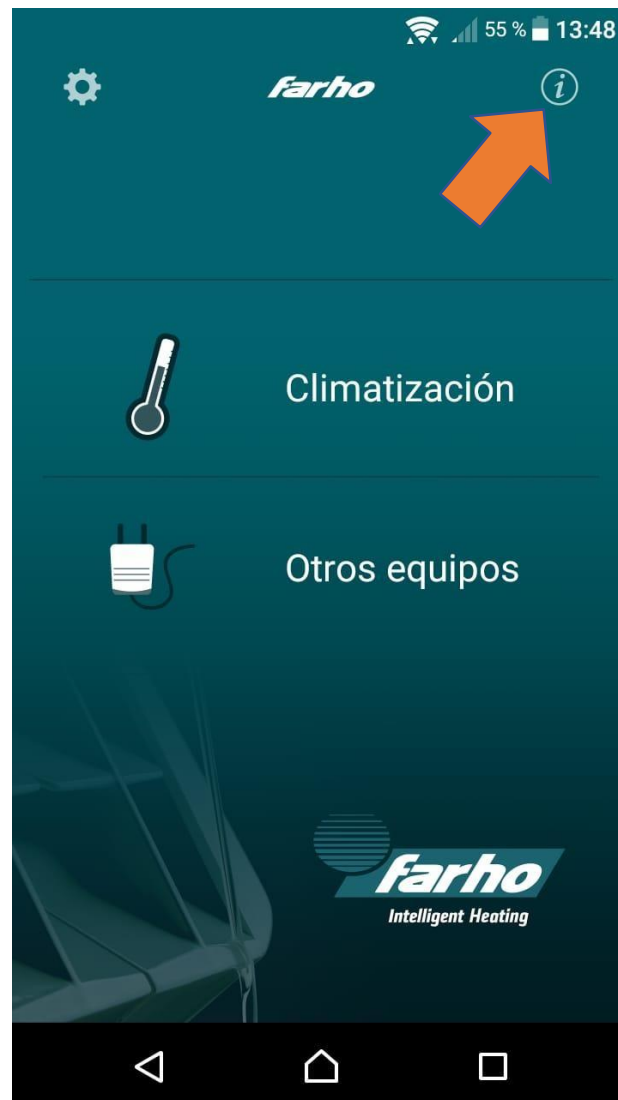 55 % 13:48
farho
i
Climatización
Otros equipos
farho
Intelligent Heating